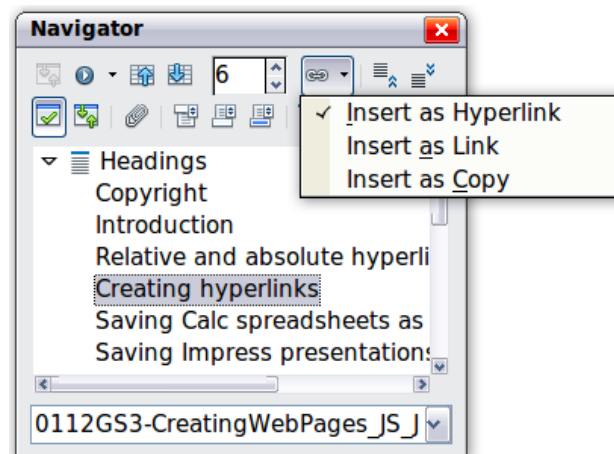 Navigator
6
Insert as Hyperlink
Insert as Link
Insert as Copy
Headings
Copyright
Introduction
Relative and absolute hyperli
Creating hyperlinks
Saving Calc spreadsheets as
Saving Impress presentations
0112GS3-CreatingWebPages_JS_J